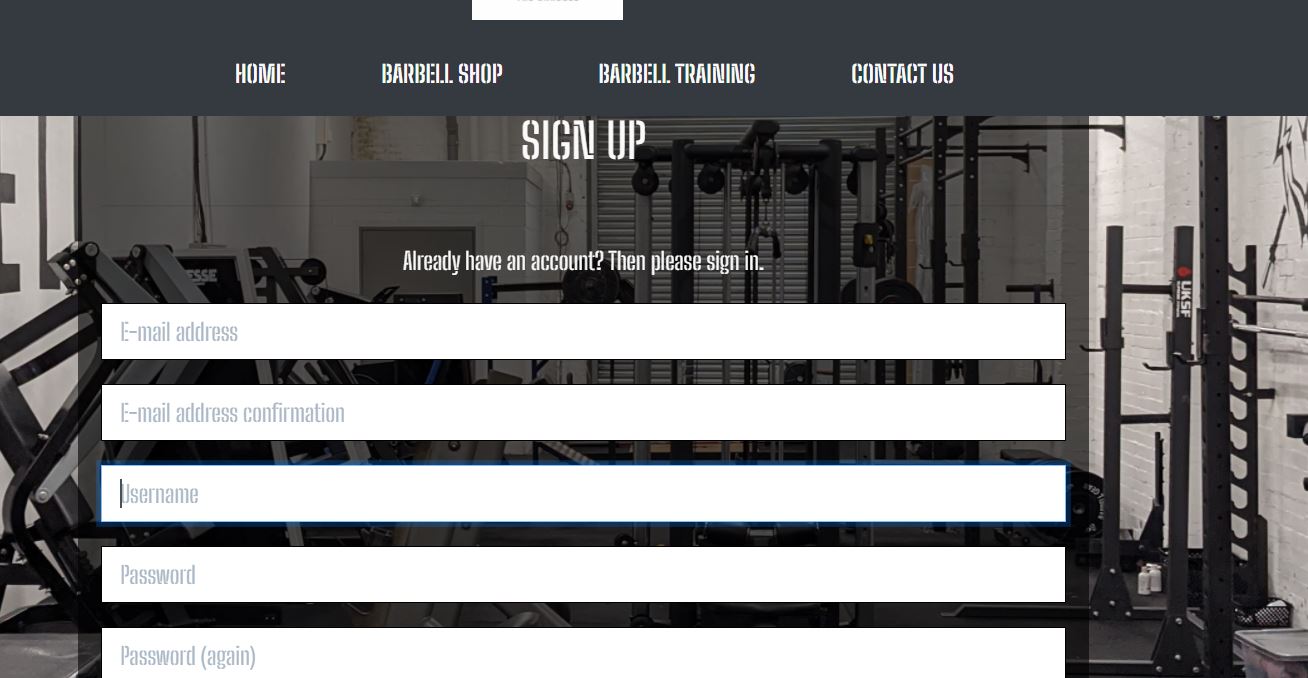 HOME BARBELL SHOP BARBELL TRAINING CONTACT US
SIGN UP
Already have an account? Then please sign in.
E-mail address
E-mail address confirmation
Username
Password
Password (again)
UKSF